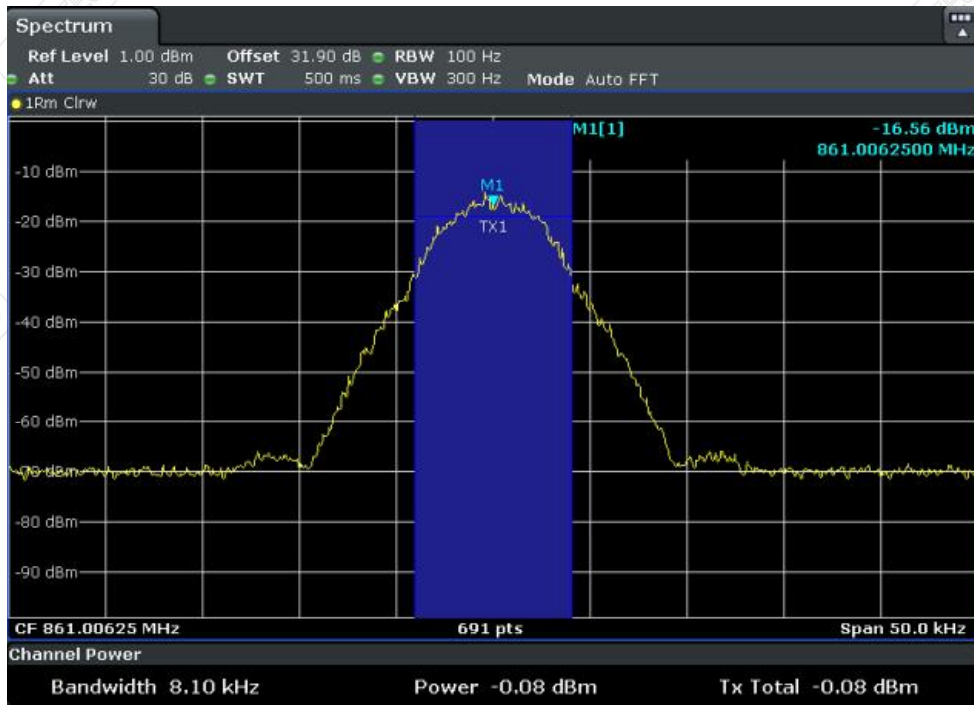 Spectrum
Ref Level 1.00 dBm Offset 31.90 dB RBW 100 Hz
Att 30 dB SWT 500 ms VBW 300 Hz Mode Auto FFT
1Rm Clrw
M1[1] -16.56 dBm
861.0062500 MHz
-10 dBm
M1
-20 dBm
TX1
-30 dBm
-40 dBm
-50 dBm
-60 dBm
-70 dBm
-80 dBm
-90 dBm
CF 861.00625 MHz 691 pts Span 50.0 kHz
Channel Power
Bandwidth 8.10 kHz Power -0.08 dBm Tx Total -0.08 dBm